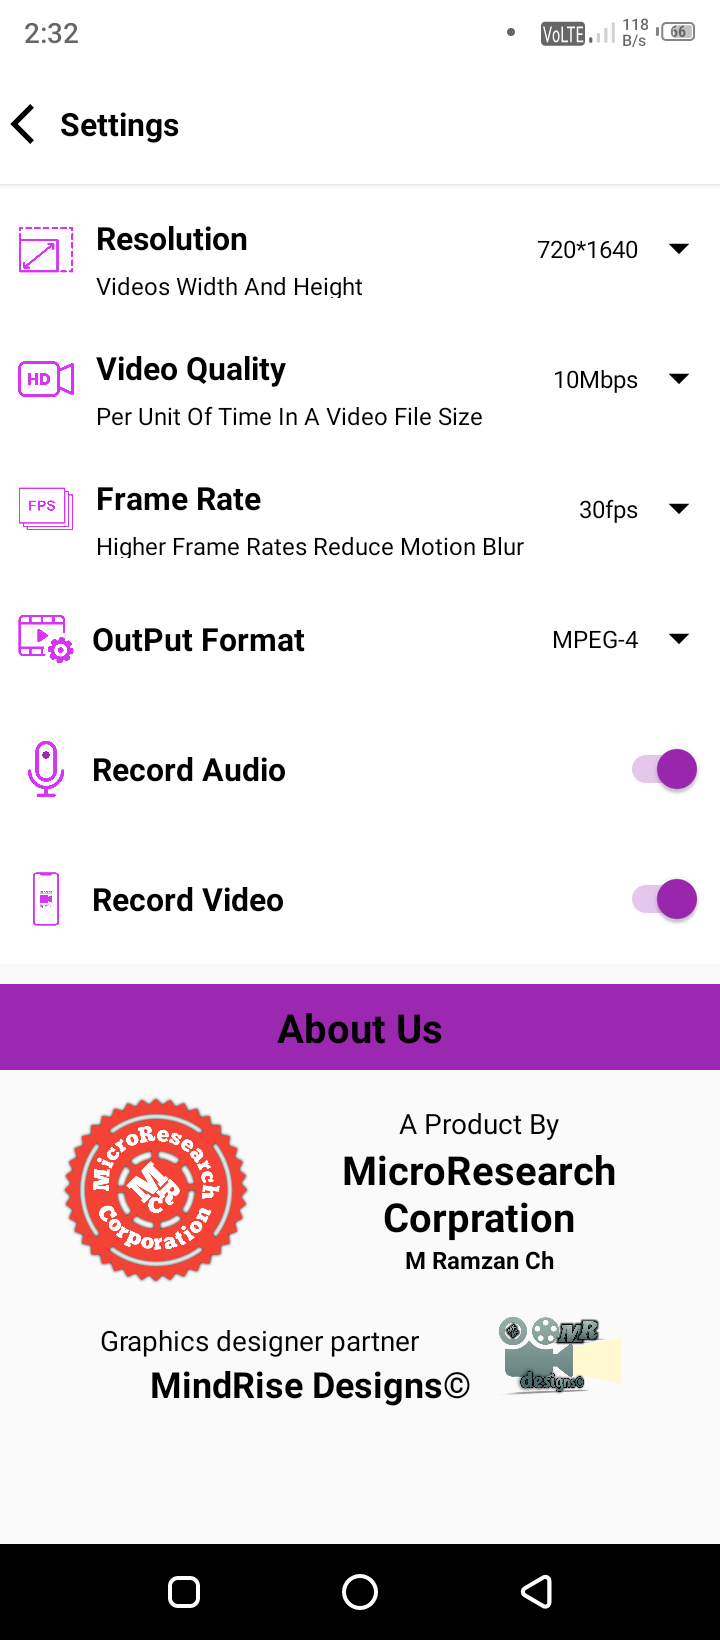 2:32
VoLTE
118
B/s
66
Settings
Resolution
720*1640
Videos Width And Height
HD
Video Quality
10Mbps
Per Unit Of Time In A Video File Size
FPS
Frame Rate
30fps
Higher Frame Rates Reduce Motion Blur
OutPut Format
MPEG-4
Record Audio
Record Video
About Us
MicroResearch
MRC
Corporation
A Product By
MicroResearch
Corpration
M Ramzan Ch
Graphics designer partner
MindRise Designs©
MR
designs©